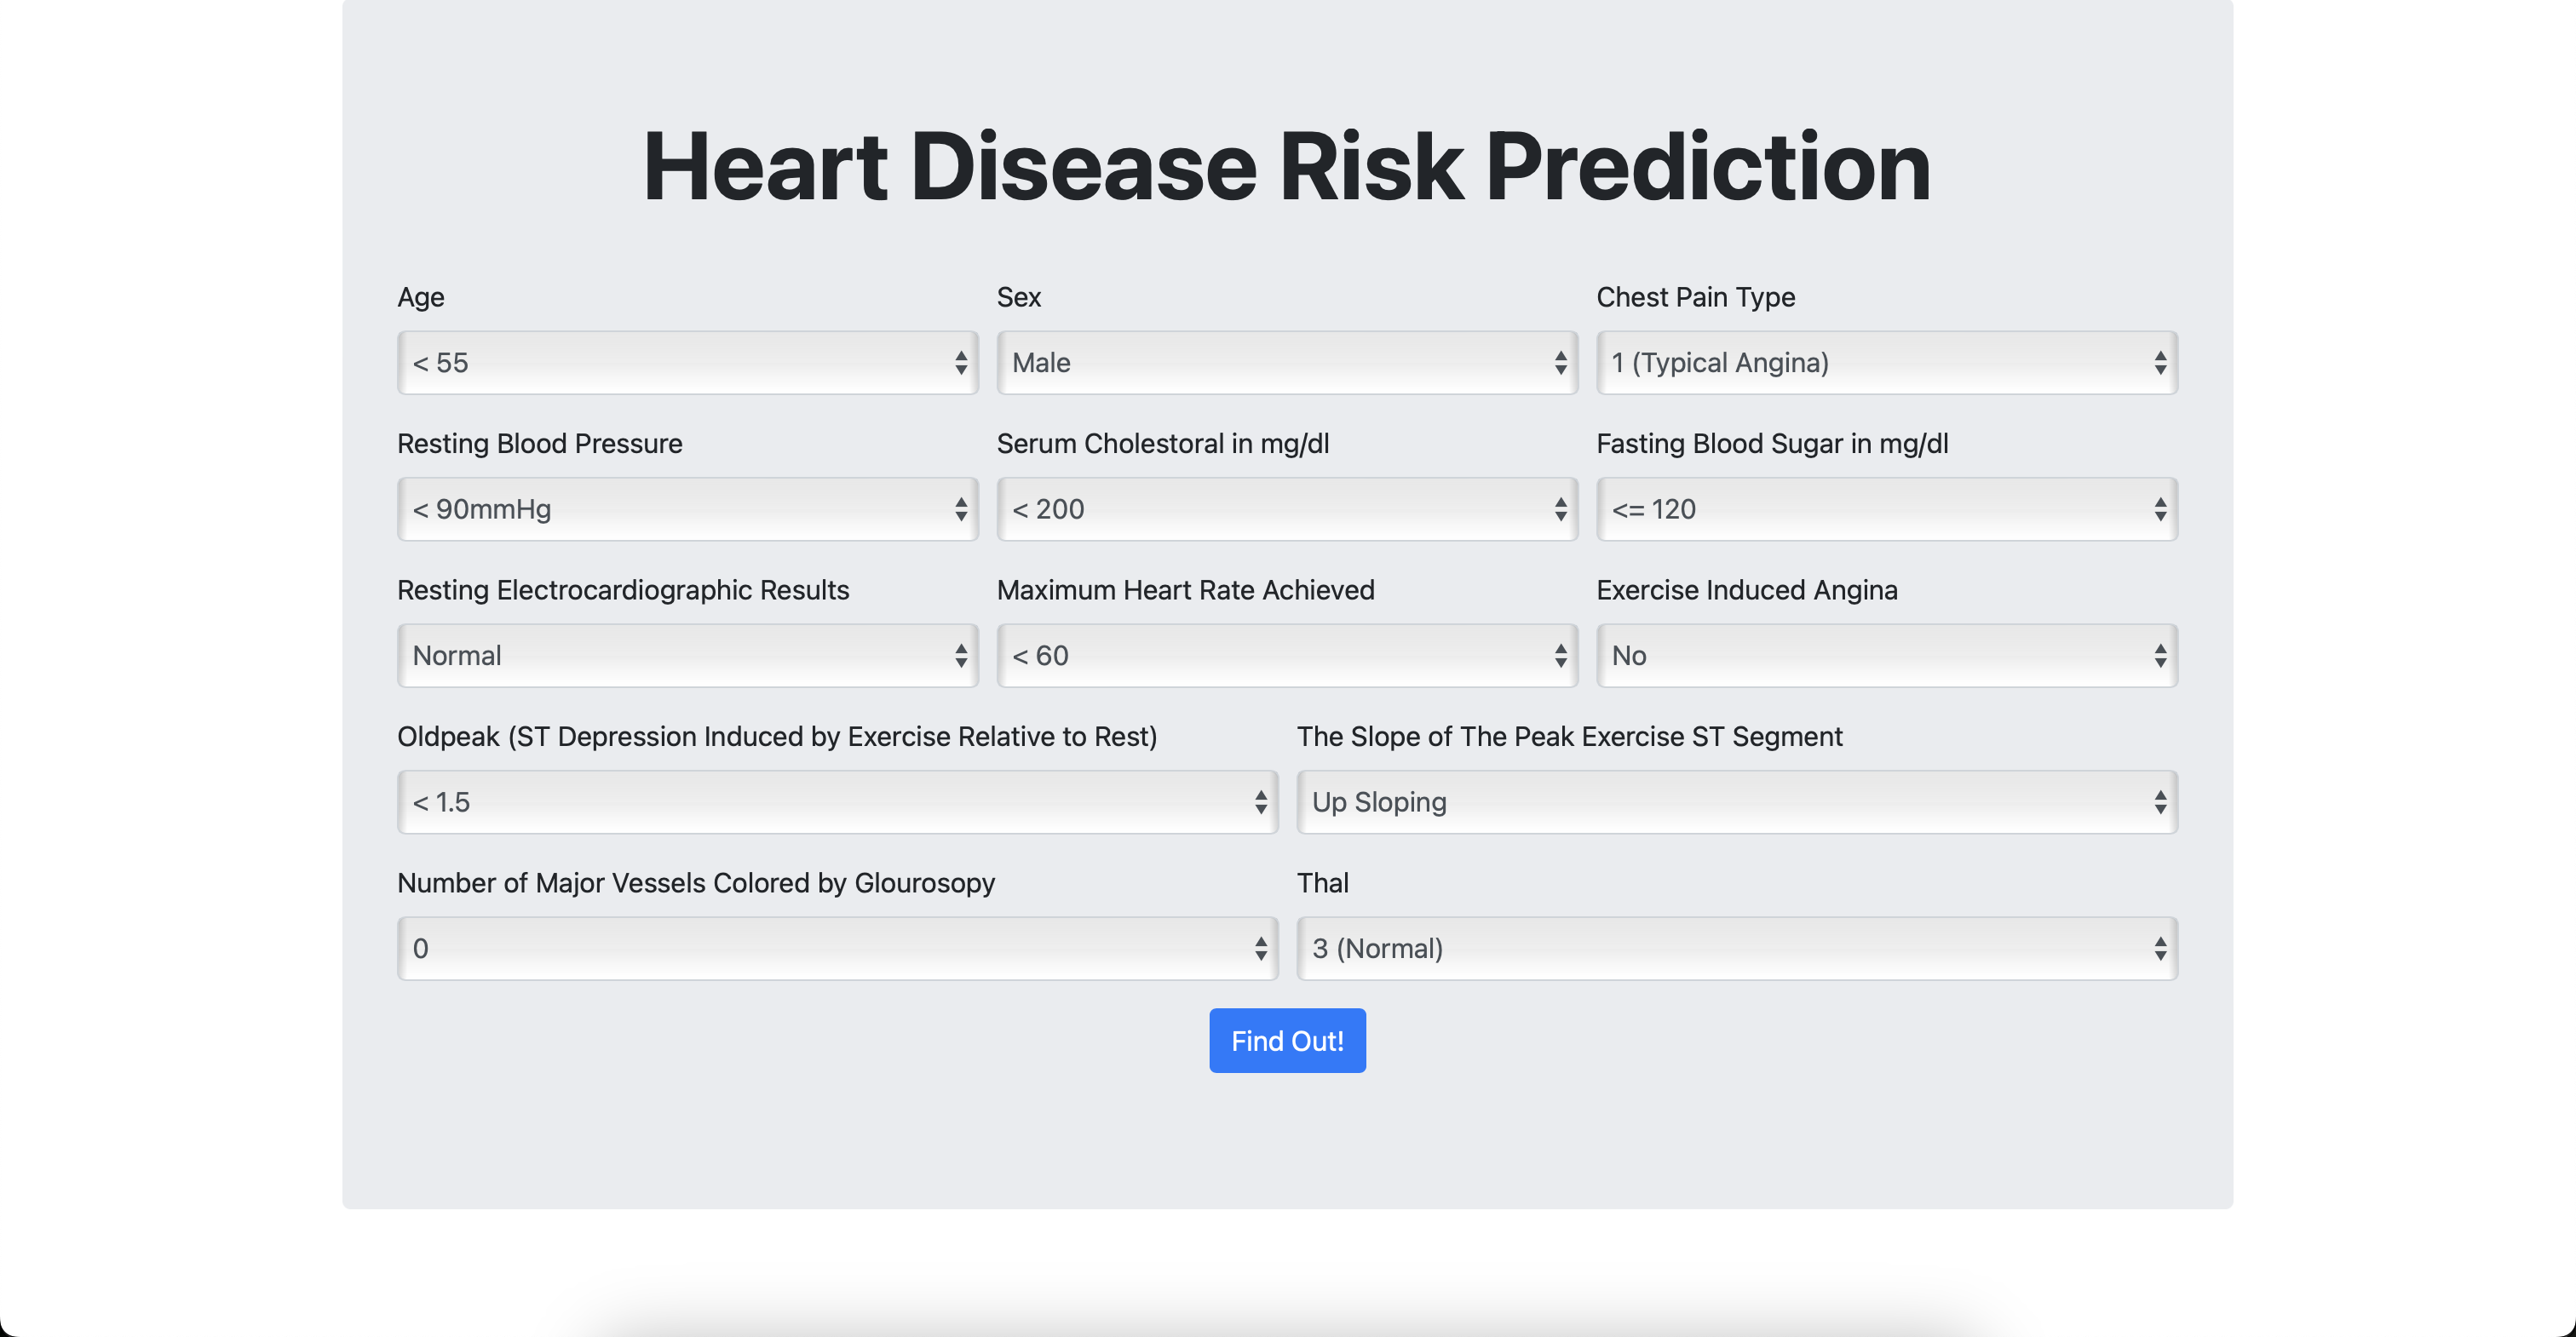 Heart Disease Risk Prediction
Age
Sex
Chest Pain Type
< 55
Male
1 (Typical Angina)
Resting Blood Pressure
Serum Cholestoral in mg/dl
Fasting Blood Sugar in mg/dl
< 90mmHg
< 200
<= 120
Resting Electrocardiographic Results
Maximum Heart Rate Achieved
Exercise Induced Angina
Normal
< 60
No
Oldpeak (ST Depression Induced by Exercise Relative to Rest)
The Slope of The Peak Exercise ST Segment
< 1.5
Up Sloping
Number of Major Vessels Colored by Glourosopy
Thal
0
3 (Normal)
Find Out!